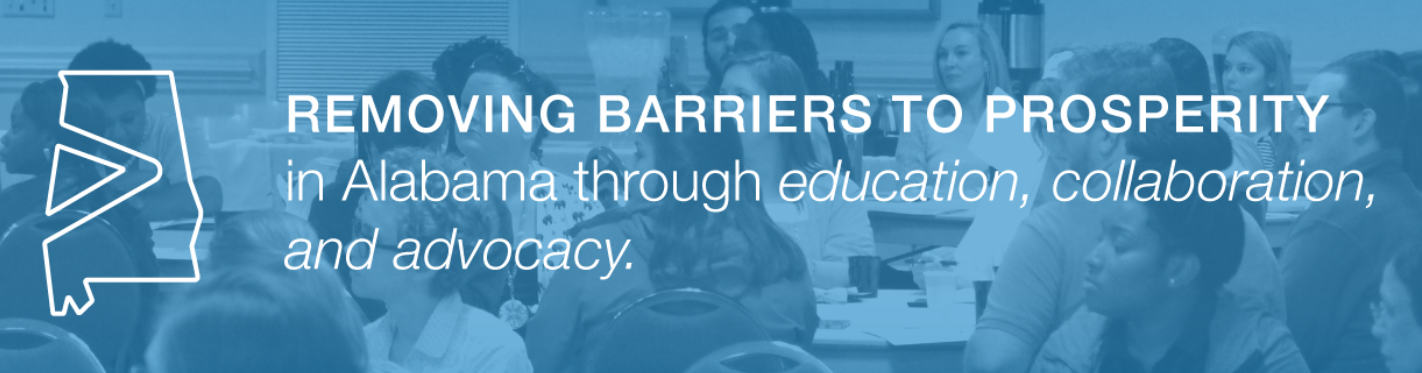 REMOVING BARRIERS TO PROSPERITY
in Alabama through education, collaboration,
and advocacy.